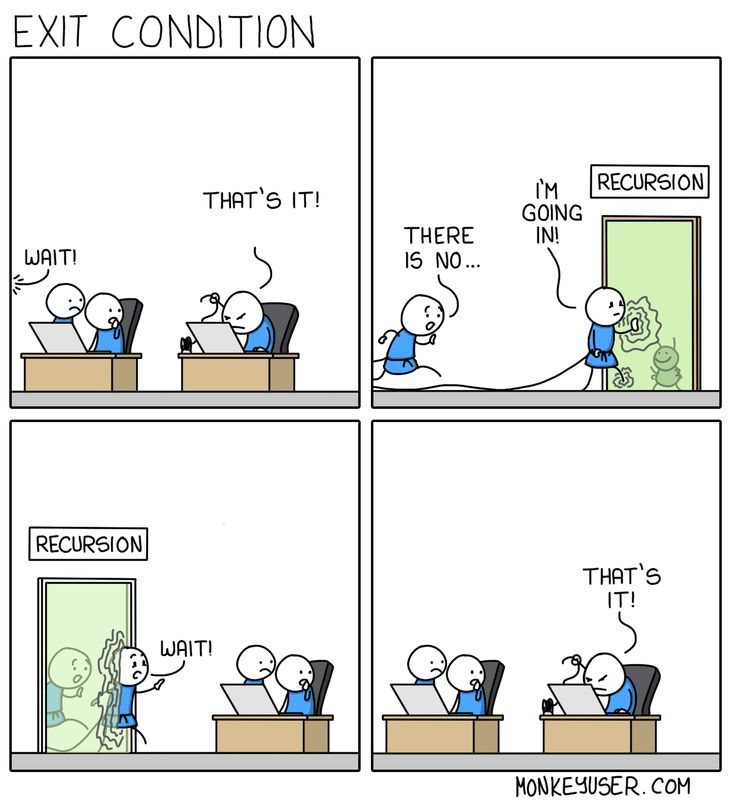 EXIT CONDITION
WAIT!
THAT'S IT!
THERE
IS NO...
I'M
GOING
IN!
RECURSION
RECURSION
WAIT!
THAT'S
IT!
MONKEYUSER.COM